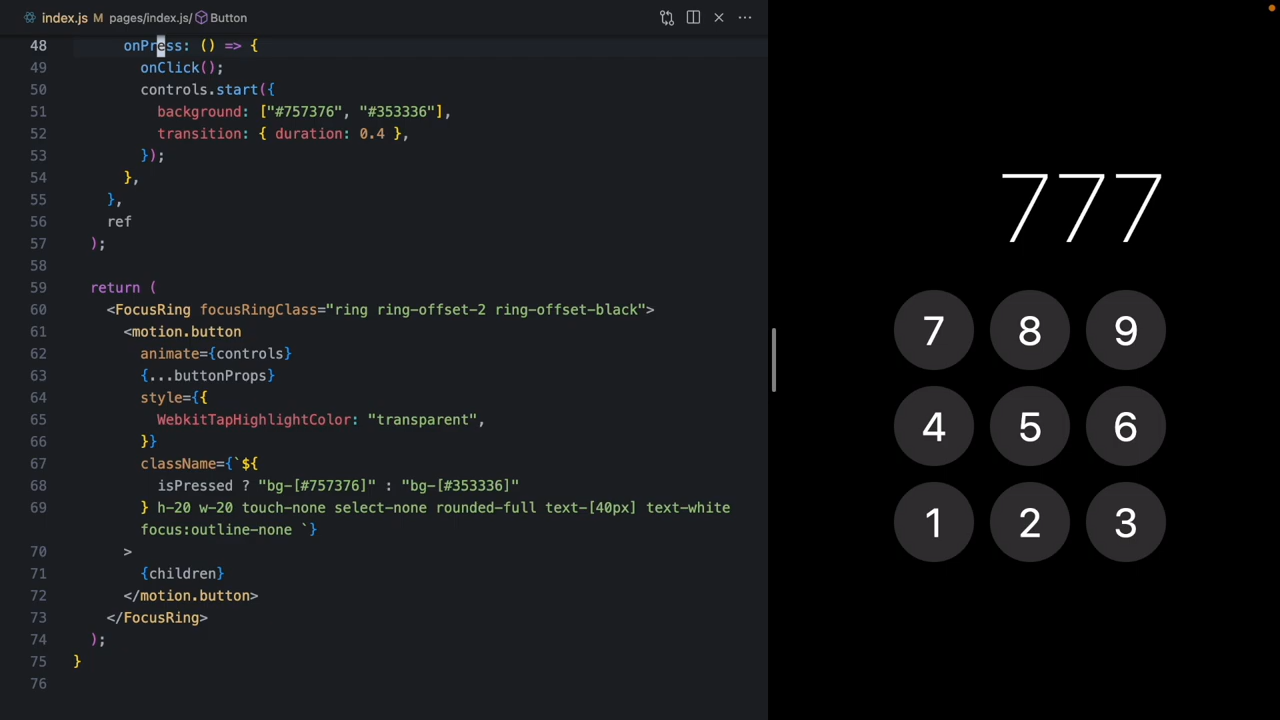 index.js M pages/index.js/ Button
48 onPress: () => {
49 onClick();
50 controls.start({
51 background: ["#757376", "#353336"],
52 transition: { duration: 0.4 },
53 });
54 },
55 },
56 ref
57 );
58
59 return (
60 <FocusRing focusRingClass="ring ring-offset-2 ring-offset-black">
61 <motion.button
62 animate={controls}
63 {...buttonProps}
64 style={{
65 WebkitTapHighlightColor: "transparent",
66 }}
67 className={`${
68 isPressed ? "bg-[#757376]" : "bg-[#353336]"
69 } h-20 w-20 touch-none select-none rounded-full text-[40px] text-white
focus:outline-none `}
70 >
71 {children}
72 </motion.button>
73 </FocusRing>
74 );
75 }
76
777
7 8 9
4 5 6
1 2 3